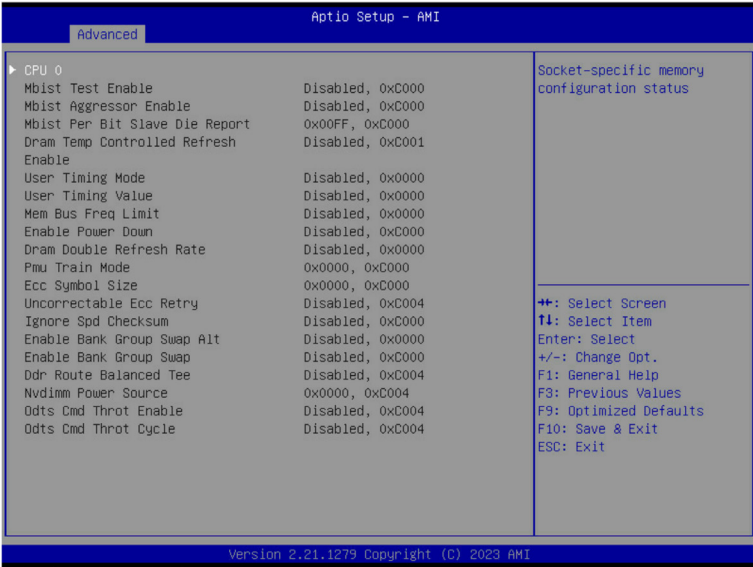 Aptio Setup – AMI
Advanced
CPU 0
Mbist Test Enable Disabled, 0xC000
Mbist Aggressor Enable Disabled, 0xC000
Mbist Per Bit Slave Die Report 0x00FF, 0xC000
Dram Temp Controlled Refresh Disabled, 0xC001
Enable
User Timing Mode Disabled, 0x0000
User Timing Value Disabled, 0x0000
Mem Bus Freq Limit Disabled, 0x0000
Enable Power Down Disabled, 0xC000
Dram Double Refresh Rate Disabled, 0x0000
Pmu Train Mode 0x0000, 0xC000
Ecc Symbol Size 0x0000, 0xC000
Uncorrectable Ecc Retry Disabled, 0xC004
Ignore Spd Checksum Disabled, 0xC000
Enable Bank Group Swap Alt Disabled, 0x0000
Enable Bank Group Swap Disabled, 0xC000
Ddr Route Balanced Tee Disabled, 0xC004
Nvdimm Power Source 0x0000, 0xC004
Odts Cmd Throt Enable Disabled, 0xC004
Odts Cmd Throt Cycle Disabled, 0xC004
Socket-specific memory
configuration status
→←: Select Screen
↑↓: Select Item
Enter: Select
+/-: Change Opt.
F1: General Help
F3: Previous Values
F9: Optimized Defaults
F10: Save & Exit
ESC: Exit
Version 2.21.1279 Copyright (C) 2023 AMI